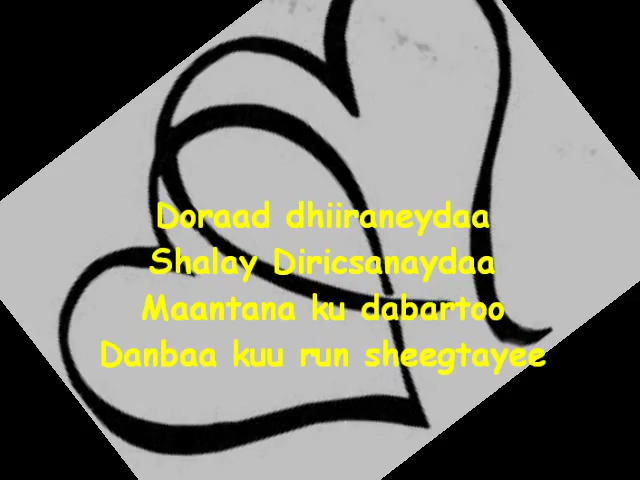 Doraad dhiiraneydaa
Shalay Diricsanaydaa
Maantana ku dabartoo
Danbaa kuu run sheegtayee